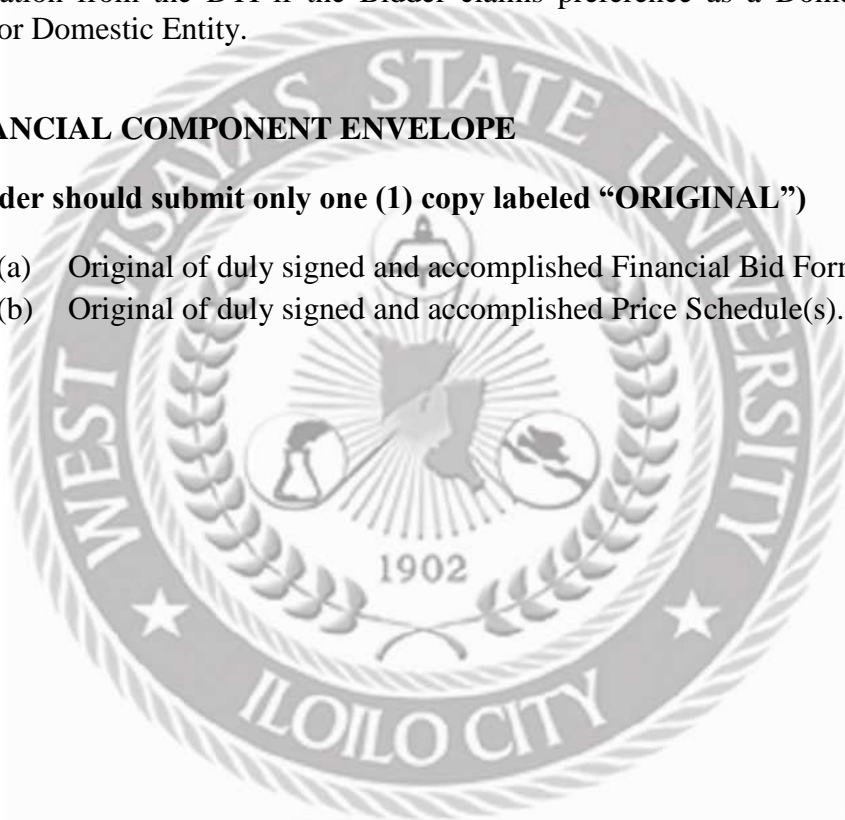 ation from the DTI if the Bidder claims preference as a Dome
or Domestic Entity.
ANCIAL COMPONENT ENVELOPE
der should submit only one (1) copy labeled “ORIGINAL”)
(a) Original of duly signed and accomplished Financial Bid For
(b) Original of duly signed and accomplished Price Schedule(s).
WEST VISAYAS STATE UNIVERSITY
1902
ILOILO CITY